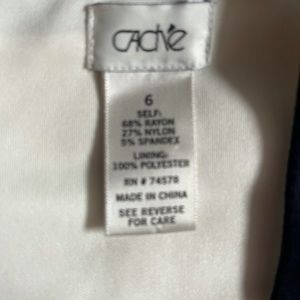 CACHÉ
6
SELF:
68% RAYON
27% NYLON
5% SPANDEX
LINING:
100% POLYESTER
RN # 74578
MADE IN CHINA
SEE REVERSE
FOR CARE